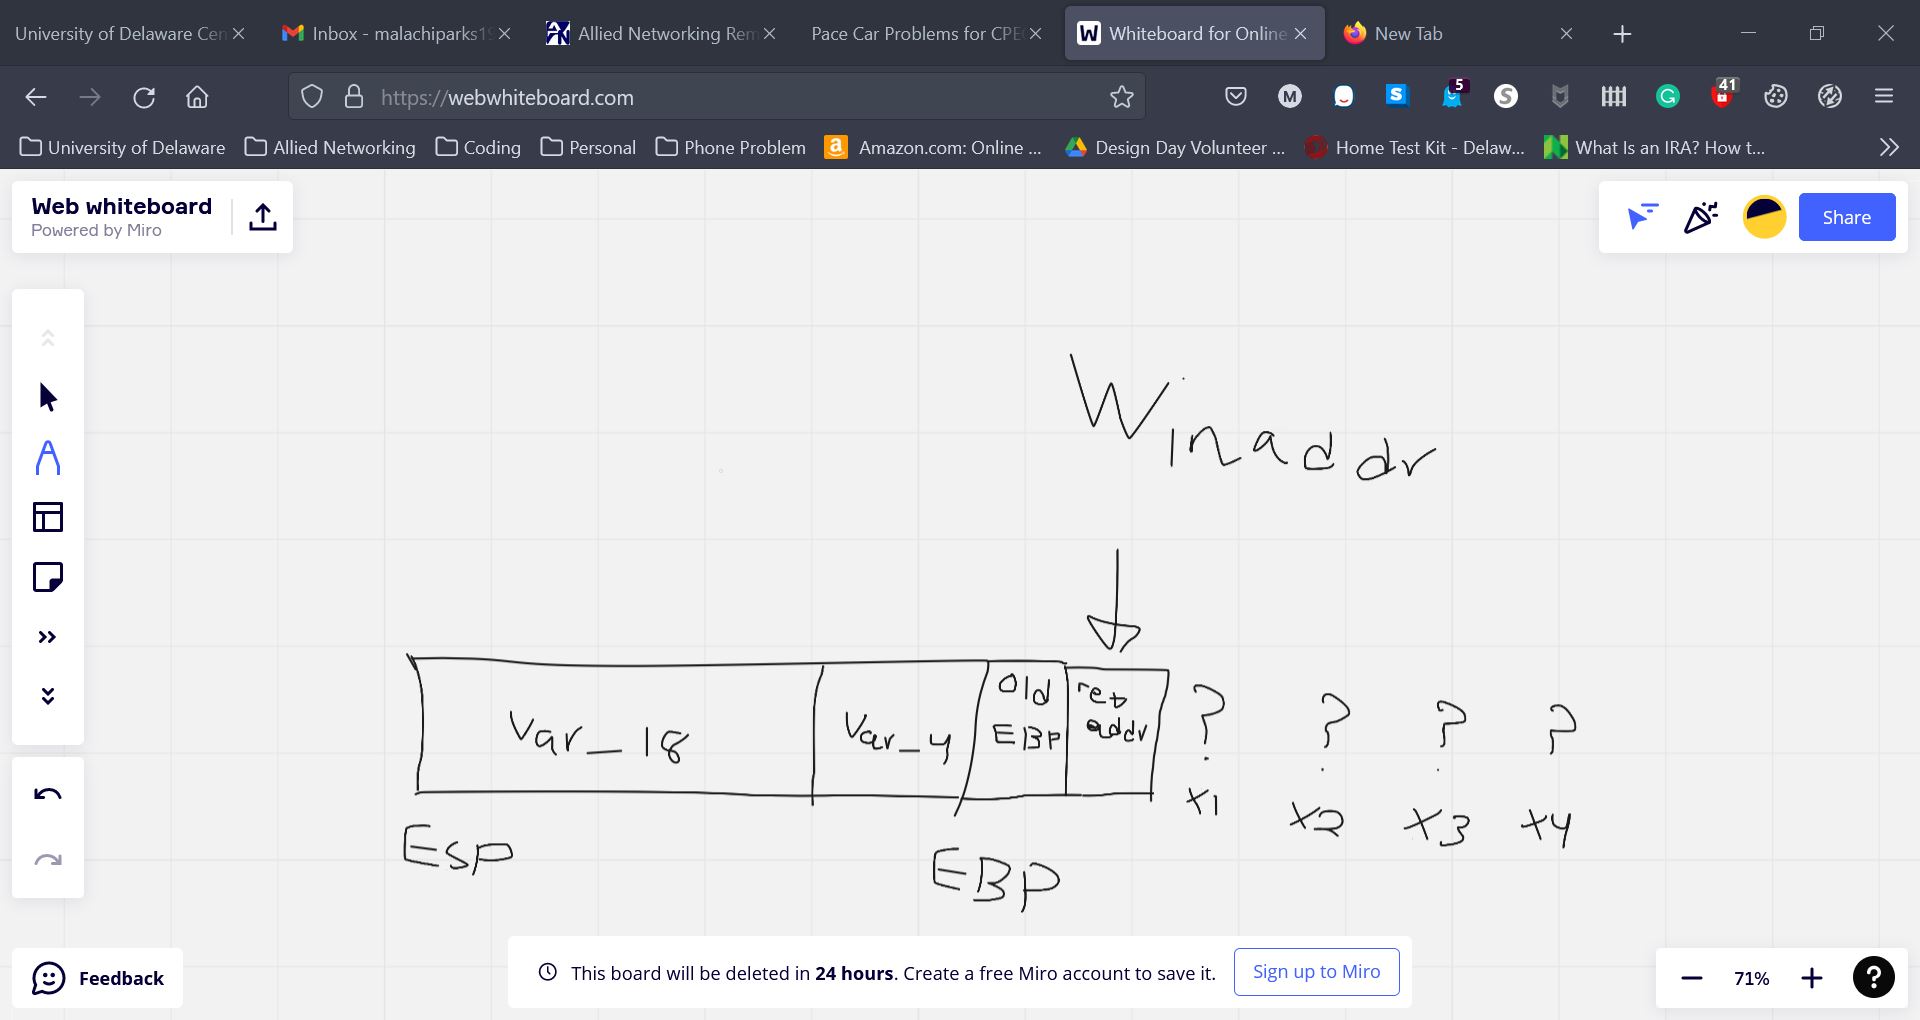 University of Delaware Cen
Inbox - malachiparks19
Allied Networking Rem
Pace Car Problems for CPE
Whiteboard for Online
New Tab
https://webwhiteboard.com
M
S
5
S
G
41
University of Delaware
Allied Networking
Coding
Personal
Phone Problem
Amazon.com: Online ...
Design Day Volunteer ...
Home Test Kit - Delaw...
What Is an IRA? How t...
Web whiteboard
Powered by Miro
Share
Winaddr
Var_18
Var_4
Old
EBP
ret
addr
? ? ? ?
x1 x2 x3 x4
ESP
EBP
Feedback
This board will be deleted in 24 hours. Create a free Miro account to save it.
Sign up to Miro
71%
?